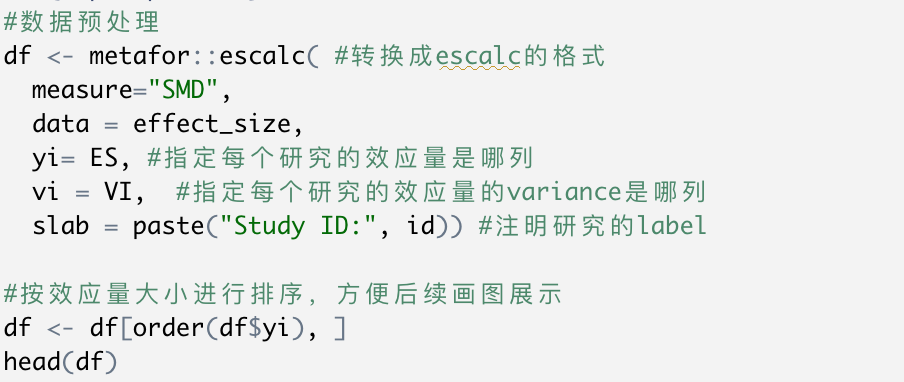 #数据预处理
df <- metafor::escalc( #转换成escalc的格式
  measure="SMD",
  data = effect_size,
  yi= ES, #指定每个研究的效应量是哪列
  vi = VI,  #指定每个研究的效应量的variance是哪列
  slab = paste("Study ID:", id)) #注明研究的label

#按效应量大小进行排序，方便后续画图展示
df <- df[order(df$yi), ]
head(df)